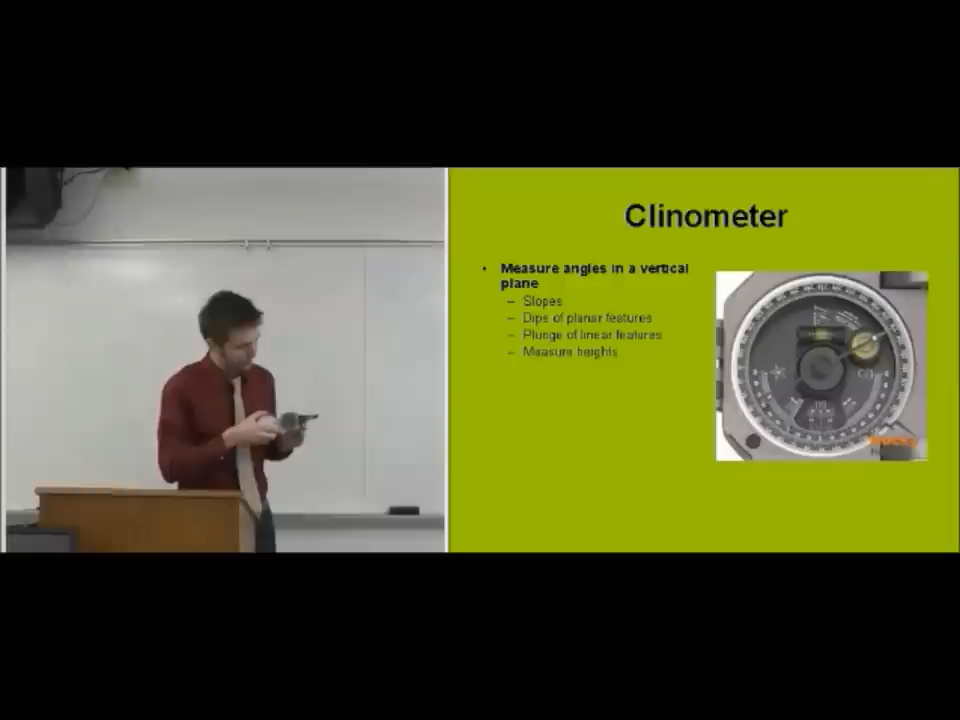 Clinometer
• Measure angles in a vertical
plane
– Slopes
– Dips of planar features
– Plunge of linear features
– Measure heights